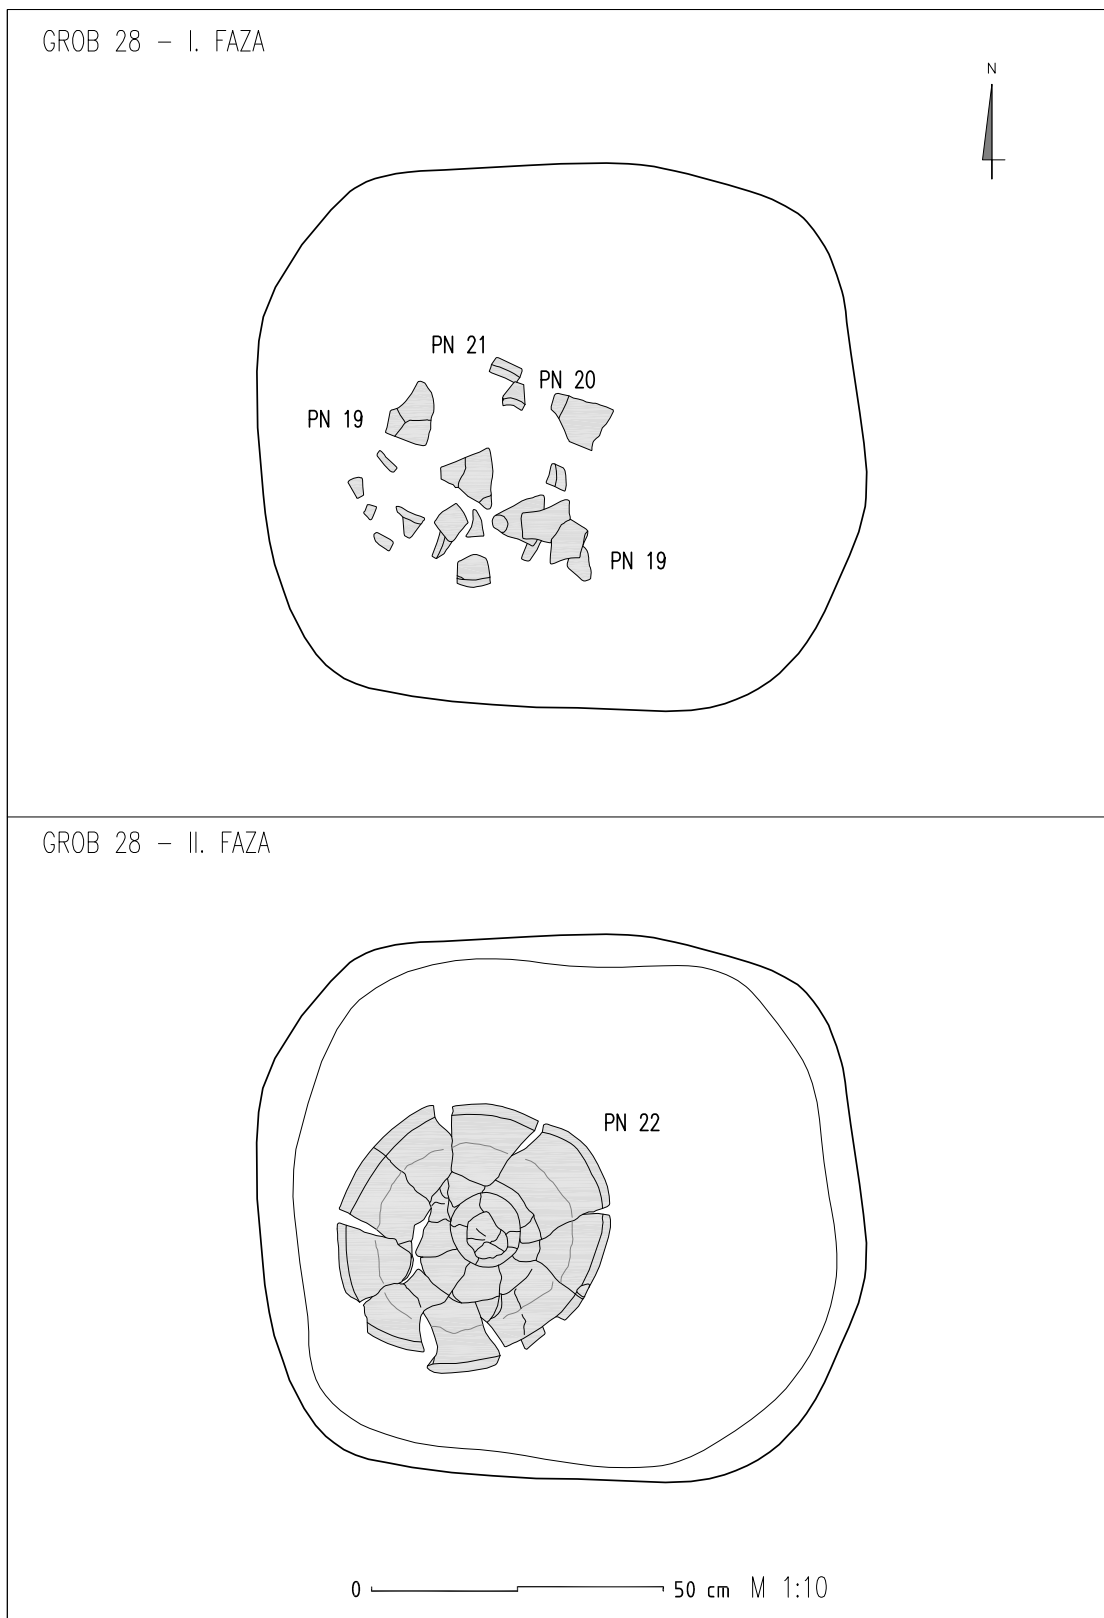 GROB 28 – I. FAZA
N
PN 21
PN 20
PN 19
PN 19
GROB 28 – II. FAZA
PN 22
0 50 cm M 1:10